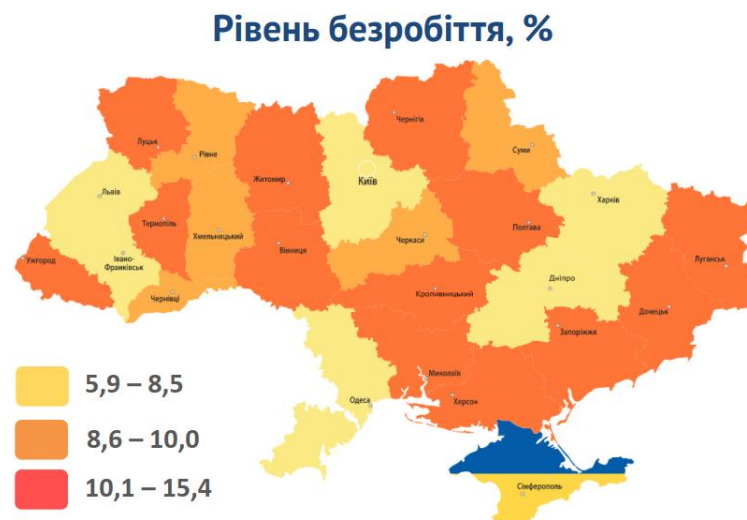 Рівень безробіття, %
Чернігів
Луцьк
Рівне
Суми
Житомир
Київ
Львів
Харків
Тернопіль
Хмельницький
Черкаси
Полтава
Вінниця
Івано-
Франківськ
Ужгород
Луганськ
Дніпро
Чернівці
Кропивницький
Донецьк
Запоріжжя
Миколаїв
Одеса
Херсон
Сімферополь
5,9 – 8,5
8,6 – 10,0
10,1 – 15,4